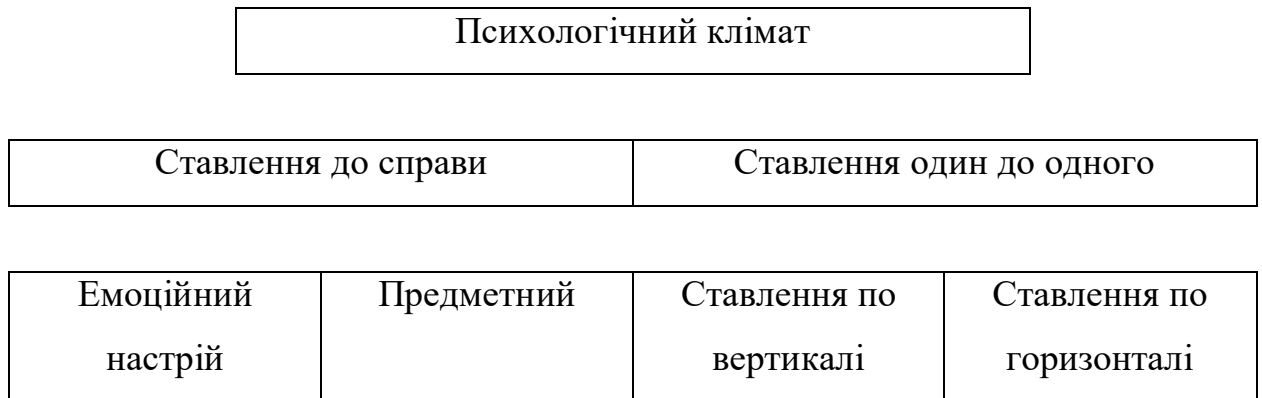 Психологічний клімат
Ставлення до справи
Ставлення один до одного
Емоційний
настрій
Предметний
Ставлення по
вертикалі
Ставлення по
горизонталі